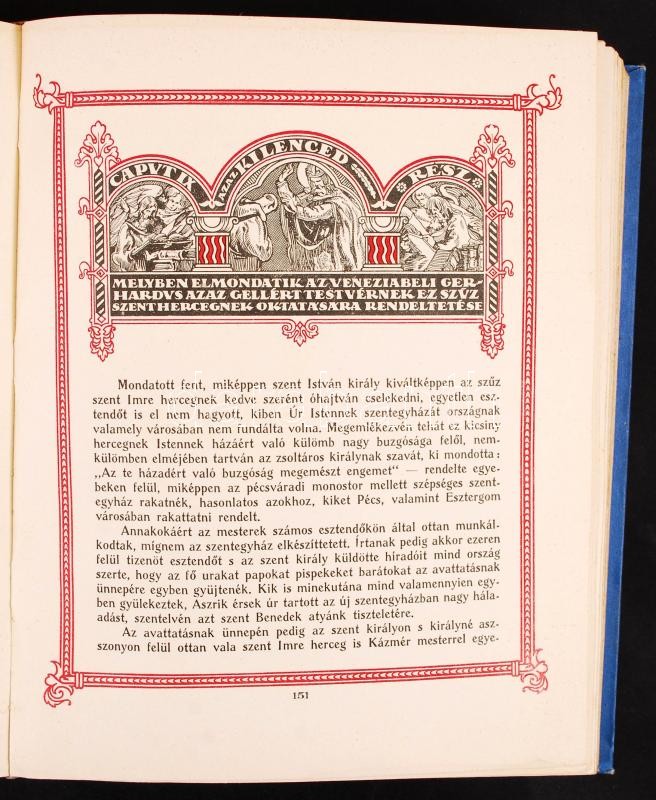 CAPVT IX
AZAZ KILENCED
RÉSZ
MELYBEN ELMONDATIK AZ VENEZIABELI GER-
HARDVS AZAZ GELLÉRT TESTVÉRNEK EZ SZVZ
SZENT HERCEGNEK OKTATÁSÁRA RENDELTETÉSE
Mondatott fent, miképpen szent István király kiváltképpen az szűz
szent Imre hercegnek kedve szerént óhajtván cselekedni, egyetlen esz-
tendőt is el nem hagyott, kiben Úr Istennek szentegyházát országnak
valamely városában nem fundálta volna. Megemlékezvén tehát ez kicsiny
hercegnek Istennek házáért való külömb nagy buzgósága felől, nem-
külömben elméjében tartván az zsoltáros királynak szavát, ki mondotta:
„Az te házadért való buzgóság megemészt engemet“ — rendelte egye-
beken felül, miképpen az pécsváradi monostor mellett szépséges szent-
egyház rakatnék, hasonlatos azokhoz, kiket Pécs, valamint Esztergom
városában rakattatni rendelt.
Annakokáért az mesterek számos esztendőkön által ottan munkál-
kodtak, mígnem az szentegyház elkészíttetett. Írtanak pedig akkor ezeren
felül tizenöt esztendőt s az szent király küldötte híradóit mind ország
szerte, hogy az fő urakat papokat pispekeket barátokat az avattatásnak
ünnepére egyben gyüjtenék. Kik is minekutána mind valamennyien egy-
ben gyülekeztek, Aszrik érsek úr tartott az új szentegyházban nagy hála-
adást, szentelvén azt szent Benedek atyánk tiszteletére.
Az avattatásnak ünnepén pedig az szent királyon s királyné asz-
szonyon felül ottan vala szent Imre herceg is Kázmér mesterrel egye-
151